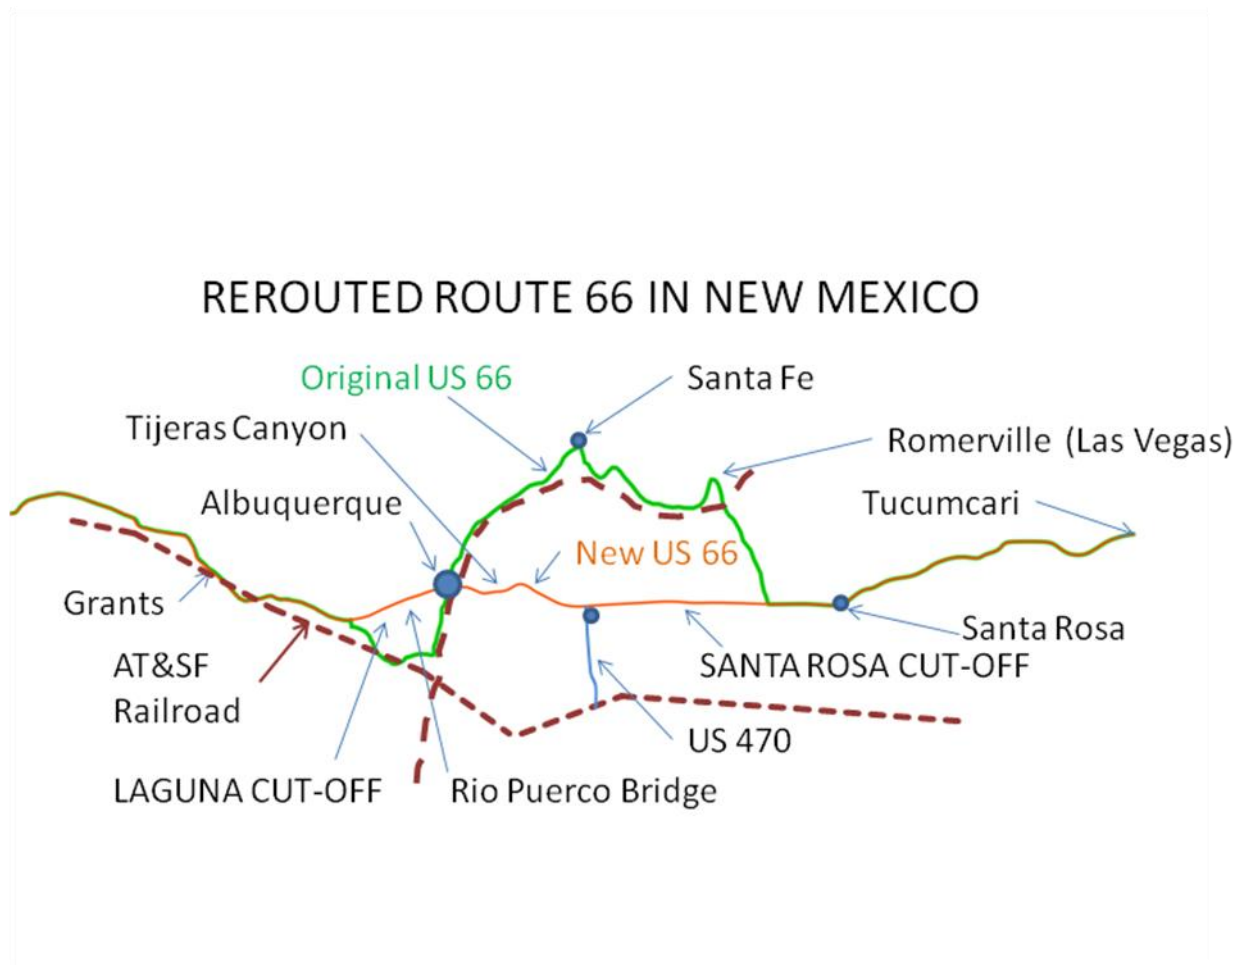 REROUTED ROUTE 66 IN NEW MEXICO
Original US 66
Santa Fe
Tijeras Canyon
Romerville (Las Vegas)
Albuquerque
Tucumcari
New US 66
Grants
Santa Rosa
AT&SF
Railroad
SANTA ROSA CUT-OFF
US 470
LAGUNA CUT-OFF
Rio Puerco Bridge